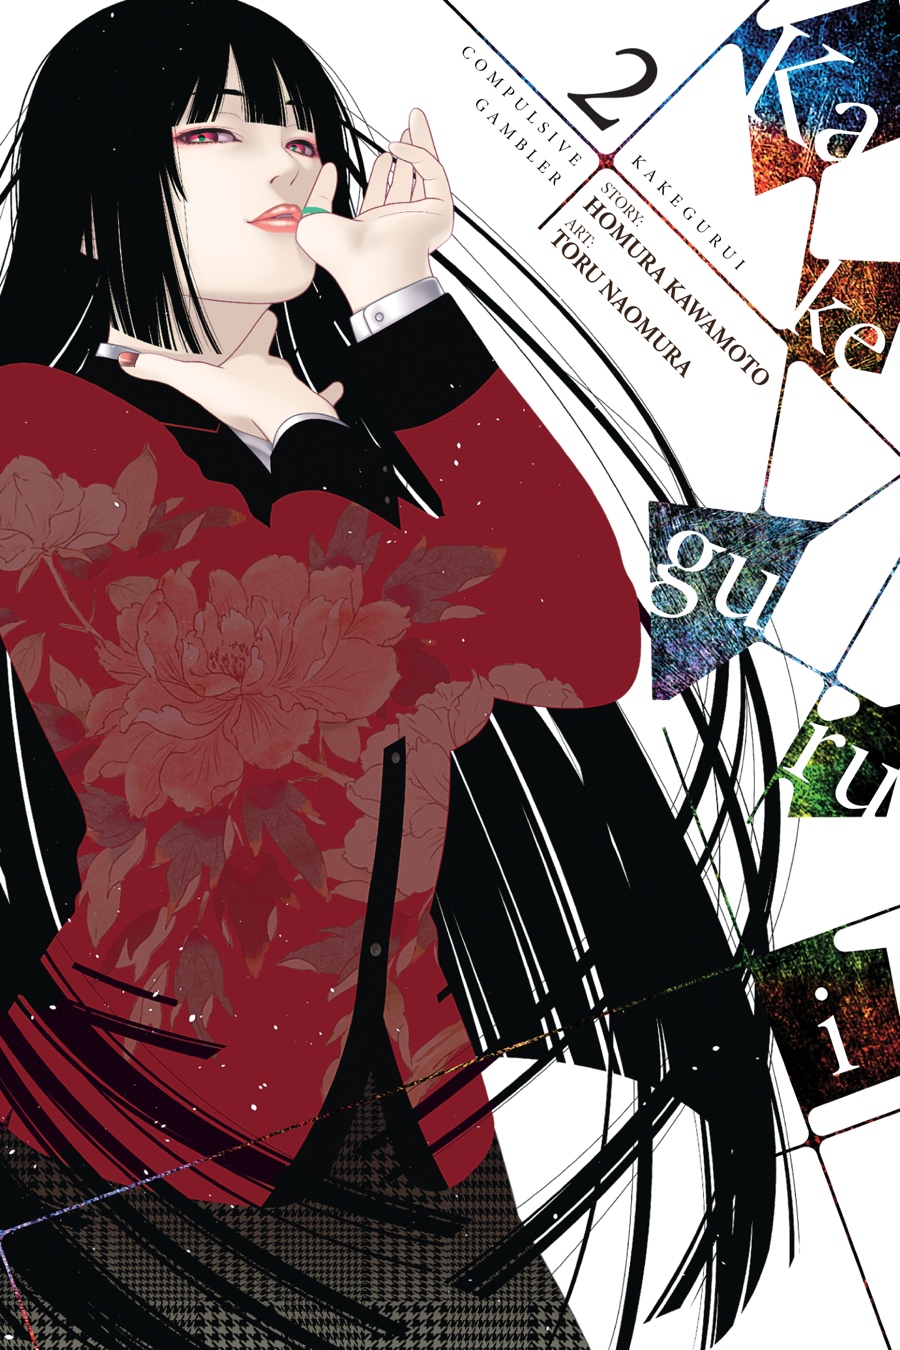 2
COMPULSIVE
GAMBLER
KAKEGURUI
STORY:
HOMURA KAWAMOTO
ART:
TORU NAOMURA
Ka
ke
gu
ru
i